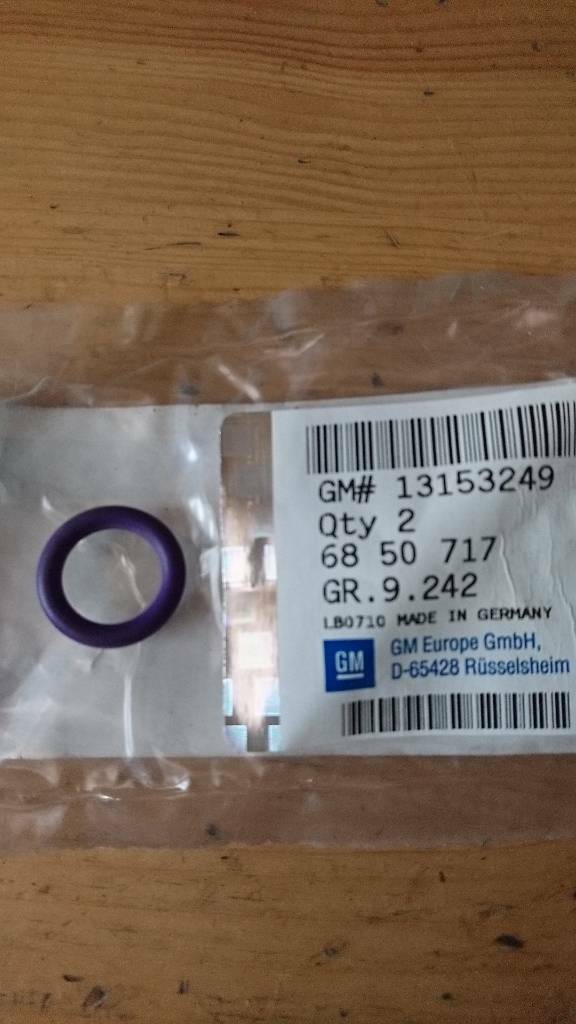 GM# 13153249
Qty 2
68 50 717
GR.9.242
LB0710 MADE IN GERMANY
GM
GM Europe GmbH,
D-65428 Rüsselsheim